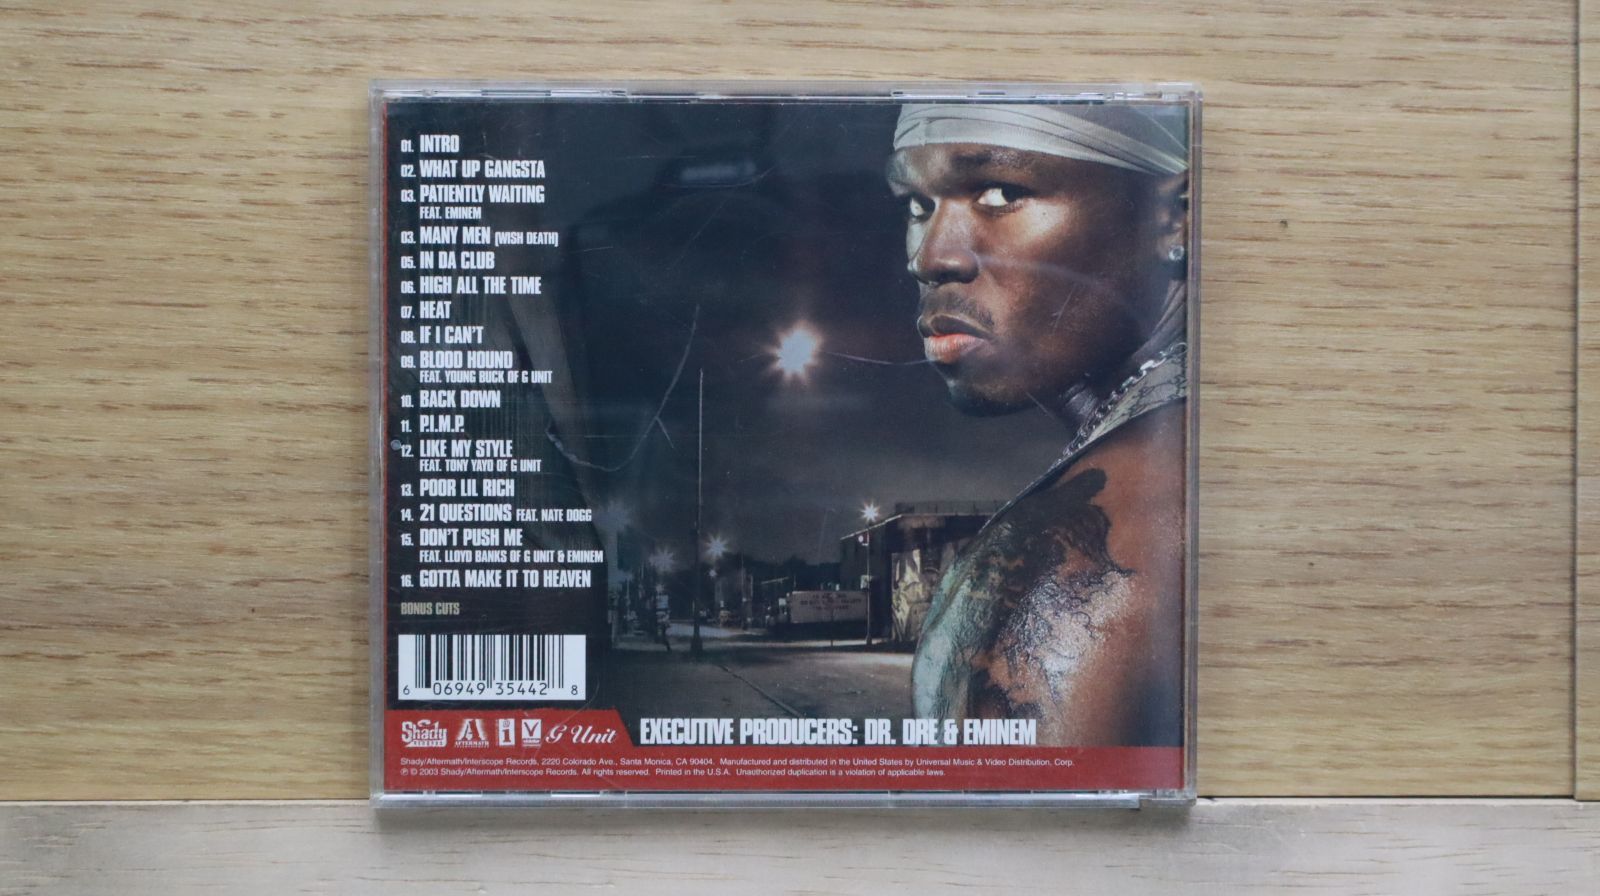 01. INTRO
02. WHAT UP GANGSTA
03. PATIENTLY WAITING
FEAT. EMINEM
03. MANY MEN (WISH DEATH)
05. IN DA CLUB
06. HIGH ALL THE TIME
07. HEAT
08. IF I CAN'T
09. BLOOD HOUND
FEAT. YOUNG BUCK OF G UNIT
10. BACK DOWN
11. P.I.M.P.
12. LIKE MY STYLE
FEAT. TONY YAYO OF G UNIT
13. POOR LIL RICH
14. 21 QUESTIONS FEAT. NATE DOGG
15. DON'T PUSH ME
FEAT. LLOYD BANKS OF G UNIT & EMINEM
16. GOTTA MAKE IT TO HEAVEN
BONUS CUTS
6 06949 35442 8
Shady RECORDS AFTERMATH i V G Unit EXECUTIVE PRODUCERS: DR. DRE & EMINEM
Shady/Aftermath/Interscope Records, 2220 Colorado Ave., Santa Monica, CA 90404. Manufactured and distributed in the United States by Universal Music & Video Distribution, Corp.
℗ © 2003 Shady/Aftermath/Interscope Records. All rights reserved. Printed in the U.S.A. Unauthorized duplication is a violation of applicable laws.